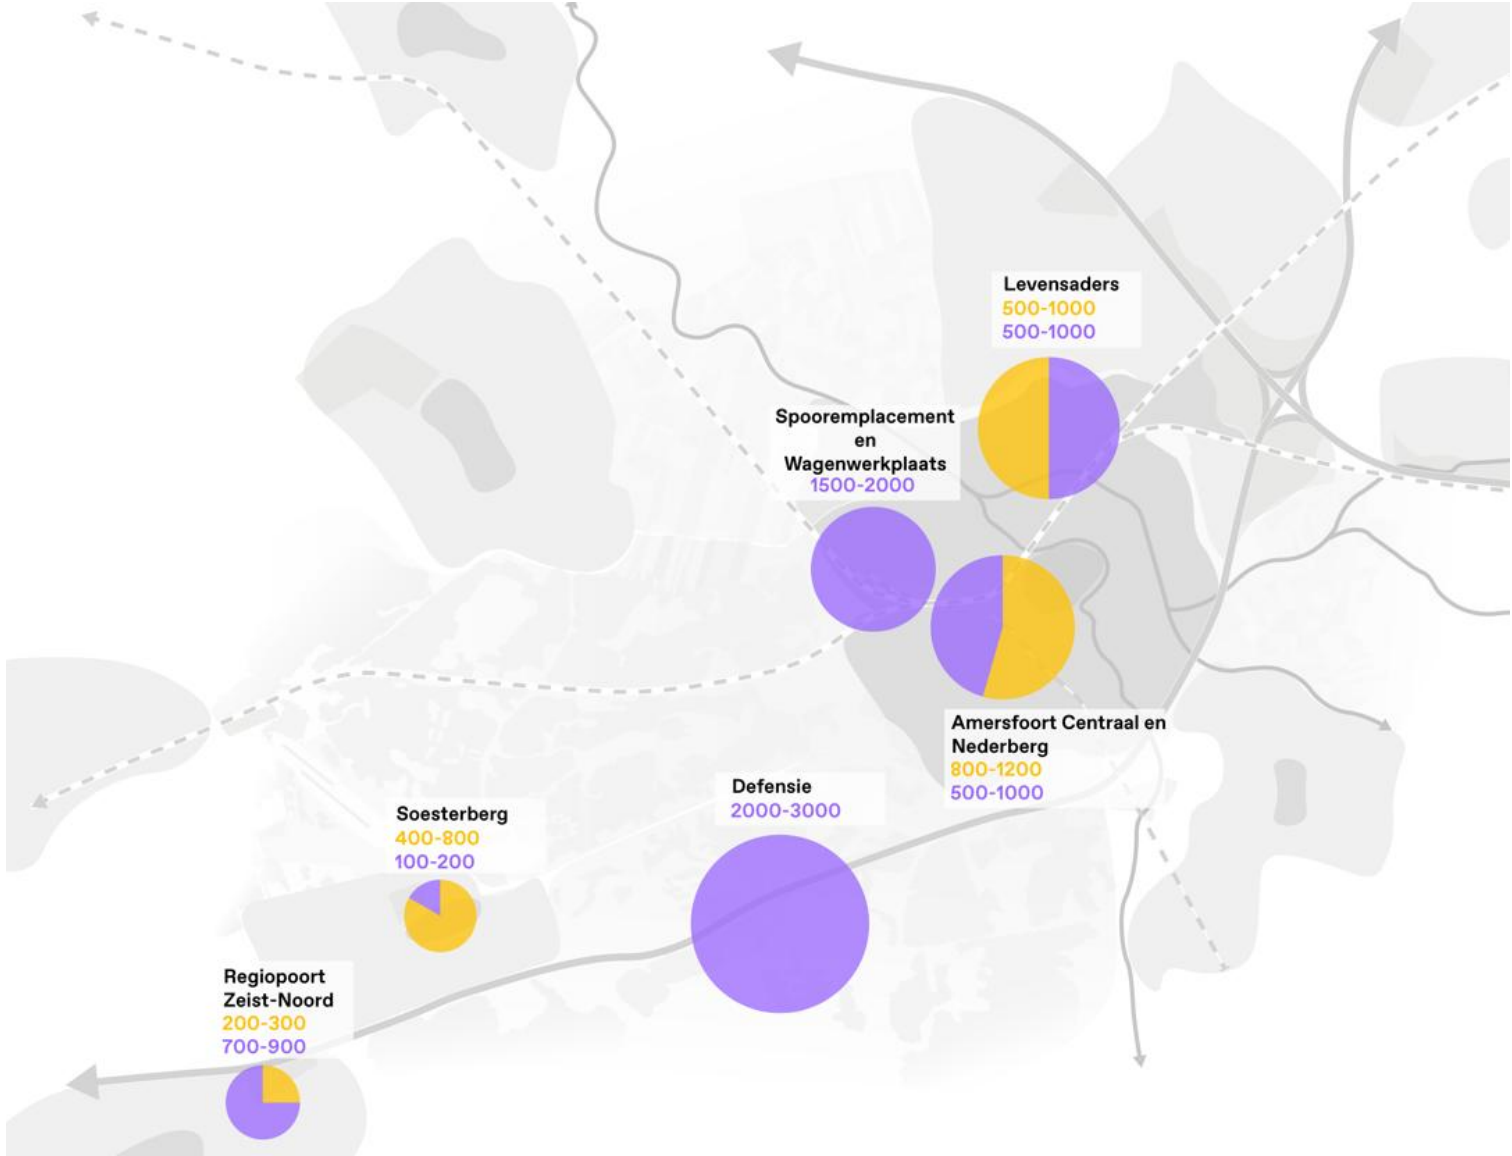 Levensaders
500-1000
500-1000
Spooremplacement
en
Wagenwerkplaats
1500-2000
Amersfoort Centraal en
Nederberg
800-1200
500-1000
Defensie
2000-3000
Soesterberg
400-800
100-200
Regiopoort
Zeist-Noord
200-300
700-900